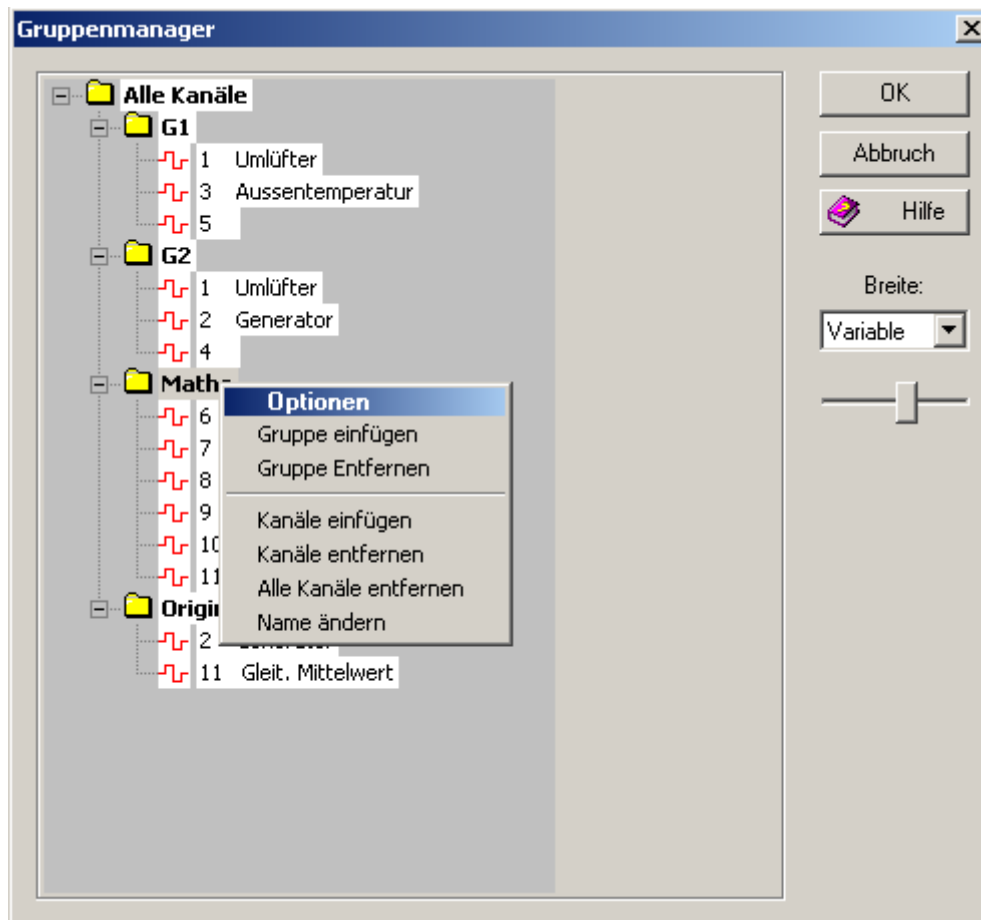 Gruppenmanager
Alle Kanäle
G1
1 Umlüfter
3 Aussentemperatur
5
G2
1 Umlüfter
2 Generator
4
6
7
8
9
10
11
2
11 Gleit. Mittelwert
Optionen
Gruppe einfügen
Gruppe Entfernen
Kanäle einfügen
Kanäle entfernen
Alle Kanäle entfernen
Name ändern
OK
Abbruch
Hilfe
Breite:
Variable